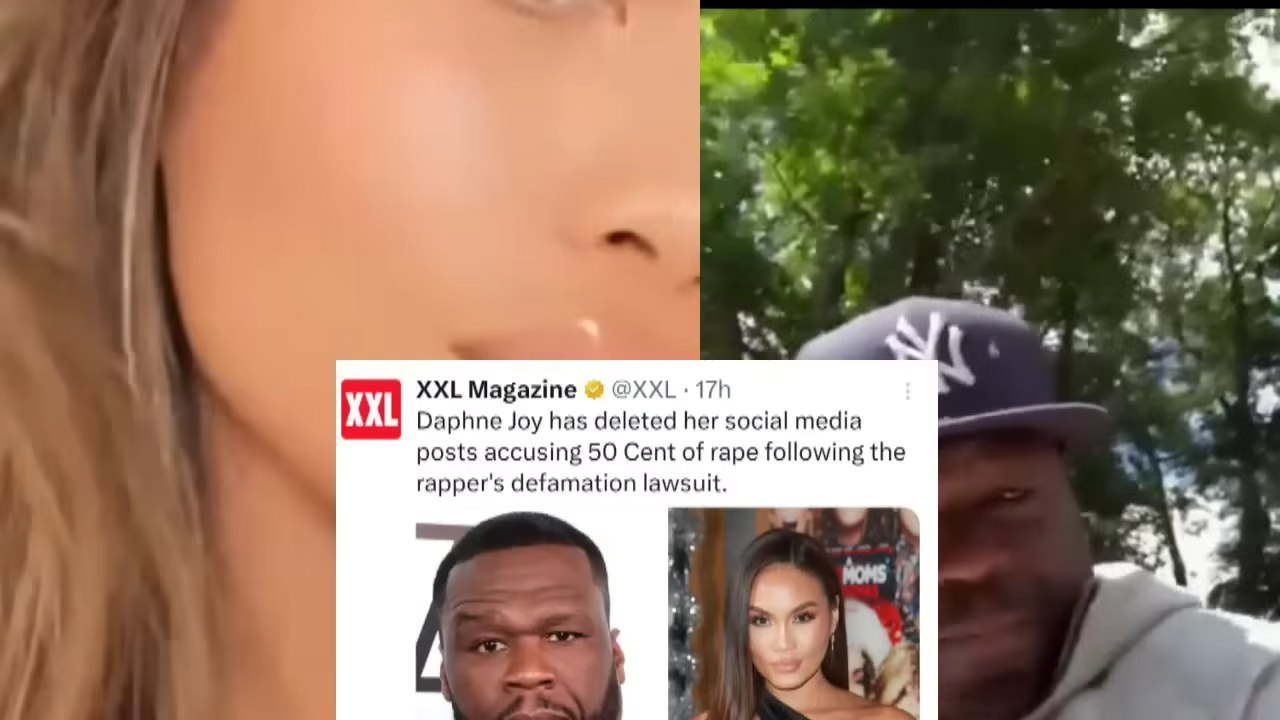 NY
XXL
XXL Magazine @XXL · 17h
Daphne Joy has deleted her social media
posts accusing 50 Cent of rape following the
rapper's defamation lawsuit.
MOMS